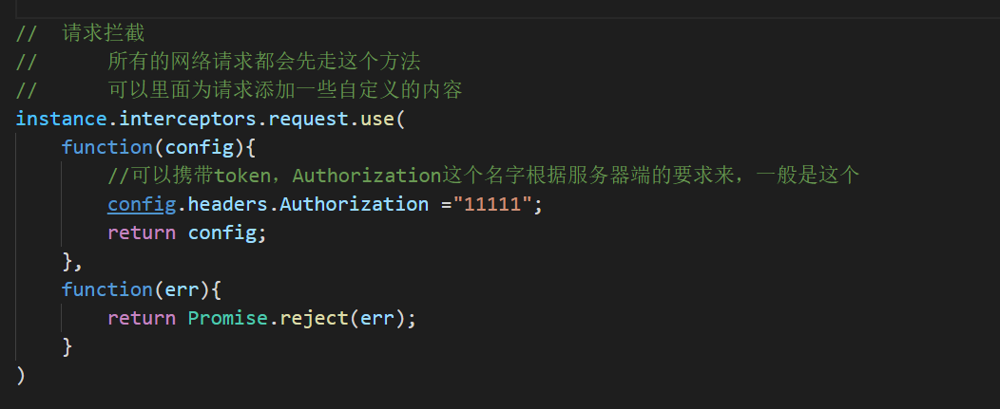 //  请求拦截
//      所有的网络请求都会先走这个方法
//      可以里面为请求添加一些自定义的内容
instance.interceptors.request.use(
    function(config){
        //可以携带token，Authorization这个名字根据服务器端的要求来，一般是这个
        config.headers.Authorization ="11111";
        return config;
    },
    function(err){
        return Promise.reject(err);
    }
)